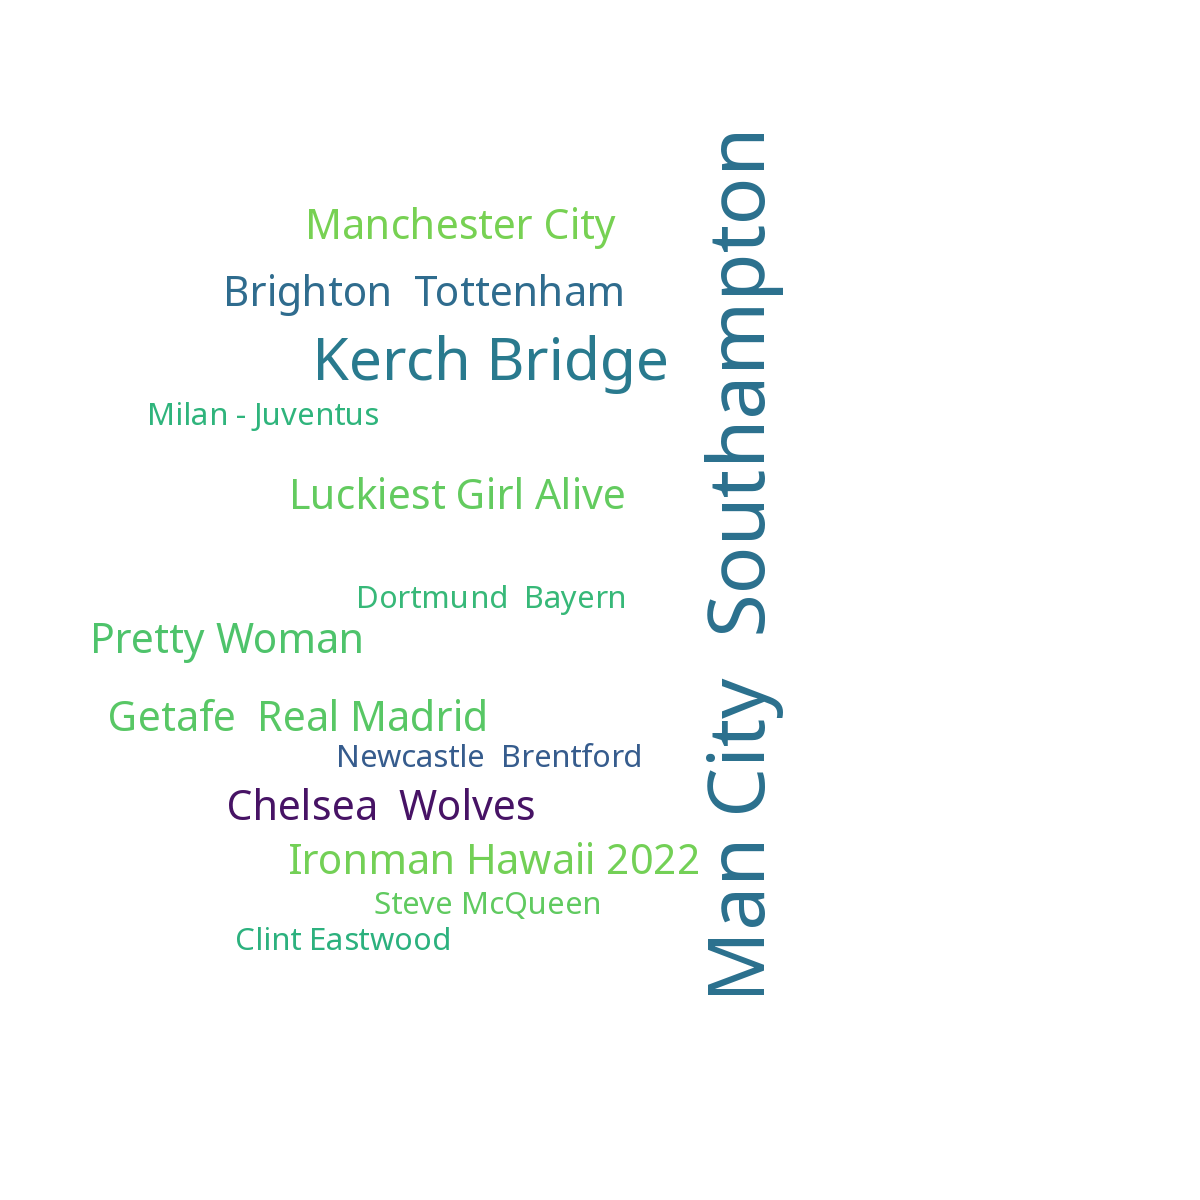 Manchester City
Brighton Tottenham
Kerch Bridge
Milan - Juventus
Luckiest Girl Alive
Dortmund Bayern
Pretty Woman
Getafe Real Madrid
Newcastle Brentford
Chelsea Wolves
Ironman Hawaii 2022
Steve McQueen
Clint Eastwood
Man City Southampton